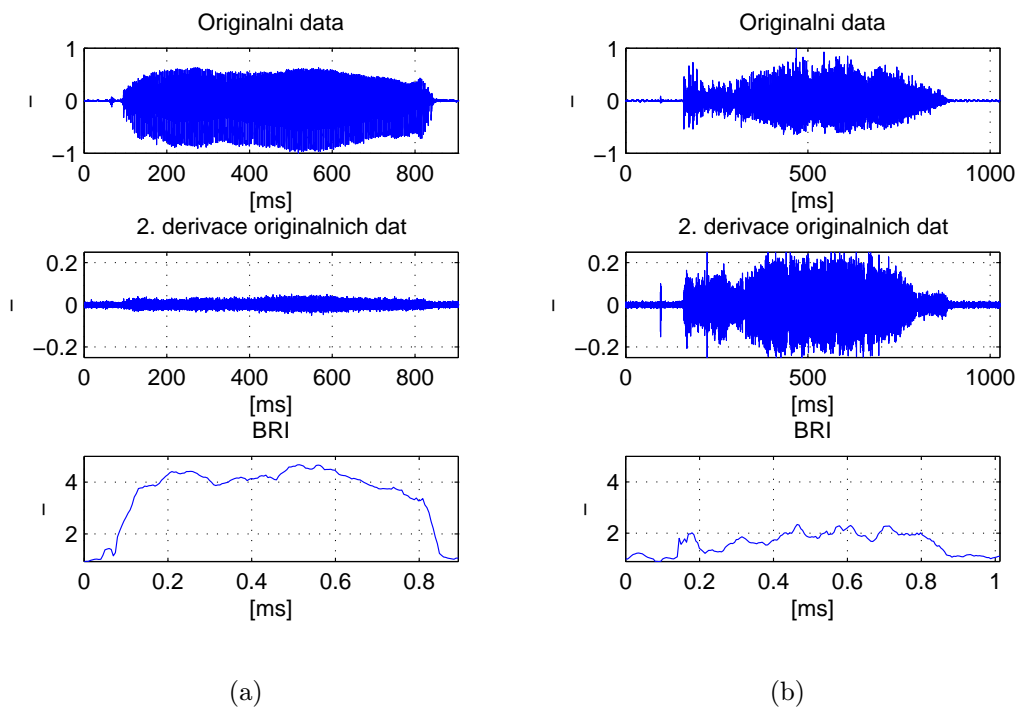 Originalni data
1
0
−1
–
0 200 400 600 800
[ms]
2. derivace originalnich dat
0.2
0
−0.2
–
0 200 400 600 800
[ms]
BRI
4
2
–
0 0.2 0.4 0.6 0.8
[ms]
(a)
Originalni data
1
0
−1
–
0 500 1000
[ms]
2. derivace originalnich dat
0.2
0
−0.2
–
0 500 1000
[ms]
BRI
4
2
–
0 0.2 0.4 0.6 0.8 1
[ms]
(b)